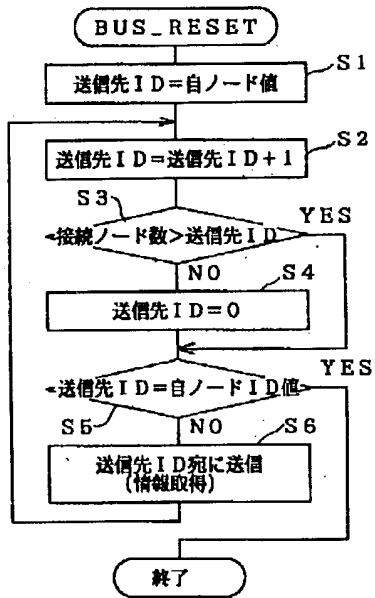 BUS_RESET
S1
送信先ID=自ノード値
S2
送信先ID=送信先ID+1
S3
接続ノード数>送信先ID
YES
NO
S4
送信先ID=0
送信先ID=自ノードID値
YES
S5
NO
S6
送信先ID宛に送信
(情報取得)
終了